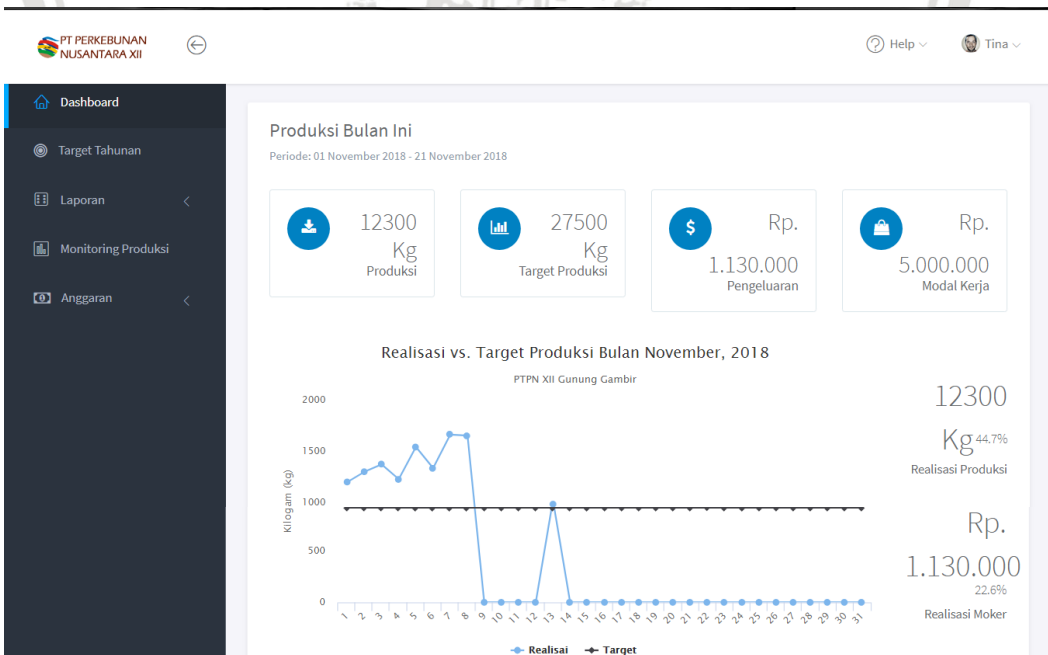 PT PERKEBUNAN
NUSANTARA XII
Help
Tina
Dashboard
Target Tahunan
Laporan
Monitoring Produksi
Anggaran
Produksi Bulan Ini
Periode: 01 November 2018 - 21 November 2018
12300
Kg
Produksi
27500
Kg
Target Produksi
Rp.
1.130.000
Pengeluaran
Rp.
5.000.000
Modal Kerja
Realisasi vs. Target Produksi Bulan November, 2018
PTPN XII Gunung Gambir
Kilogam (kg)
2000
1500
1000
500
0
1 2 3 4 5 6 7 8 9 10 11 12 13 14 15 16 17 18 19 20 21 22 23 24 25 26 27 28 29 30 31
Realisai Target
12300
Kg 44.7%
Realisasi Produksi
Rp.
1.130.000
22.6%
Realisasi Moker